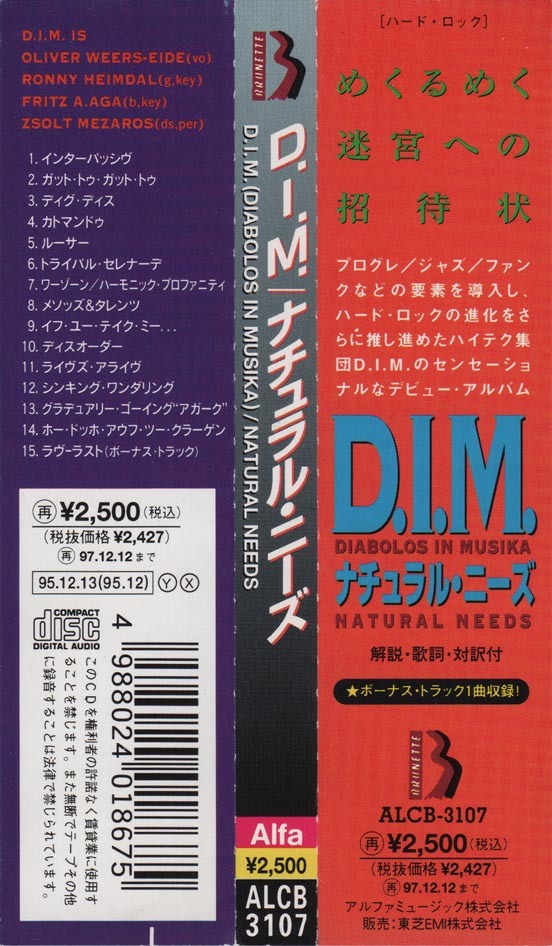 D.I.M. IS
OLIVER WEERS-EIDE(vo)
RONNY HEIMDAL(g,key)
FRITZ A.AGA(b,key)
ZSOLT MEZAROS(ds,per)
1. インターパッシヴ
2. ガット・トゥ・ガット・トゥ
3. ディグ・ディス
4. カトマンドゥ
5. ルーサー
6. トライバル・セレナーデ
7. ワーゾーン/ハーモニック・プロファニティ
8. メソッズ&タレンツ
9. イフ・ユー・テイク・ミー...
10. ディスオーダー
11. ライヴズ・アライヴ
12. シンキング・ワンダリング
13. グラデュアリー・ゴーイング“アガーク”
14. ホー・ドッホ・アウフ・ツー・クラーゲン
15. ラヴ-ラスト(ボーナス・トラック)
再 ¥2,500(税込)
(税抜価格 ¥2,427)
再 97.12.12まで
95.12.13(95.12) Y X
COMPACT
disc
DIGITAL AUDIO
このCDを権利者の許諾なく賃貸業に使用す
ることを禁じます。また無断でテープその他
に録音することは法律で禁じられています。
4 988024 018675
BRUNETTE
D.I.M./ナチュラル・ニーズ
D.I.M.(DIABOLOS IN MUSIKA)/NATURAL NEEDS
Alfa
¥2,500
ALCB
3107
[ハード・ロック]
めくるめく
迷宮への
招待状
プログレ/ジャズ/ファン
クなどの要素を導入し、
ハード・ロックの進化をさ
らに推し進めたハイテク集
団D.I.M.のセンセーショ
ナルなデビュー・アルバム
D.I.M.
DIABOLOS IN MUSIKA
ナチュラル・ニーズ
NATURAL NEEDS
解説・歌詞・対訳付
★ボーナス・トラック1曲収録!
BRUNETTE
ALCB-3107
再 ¥2,500(税込)
(税抜価格 ¥2,427)
再 97.12.12まで
アルファミュージック株式会社
販売:東芝EMI株式会社